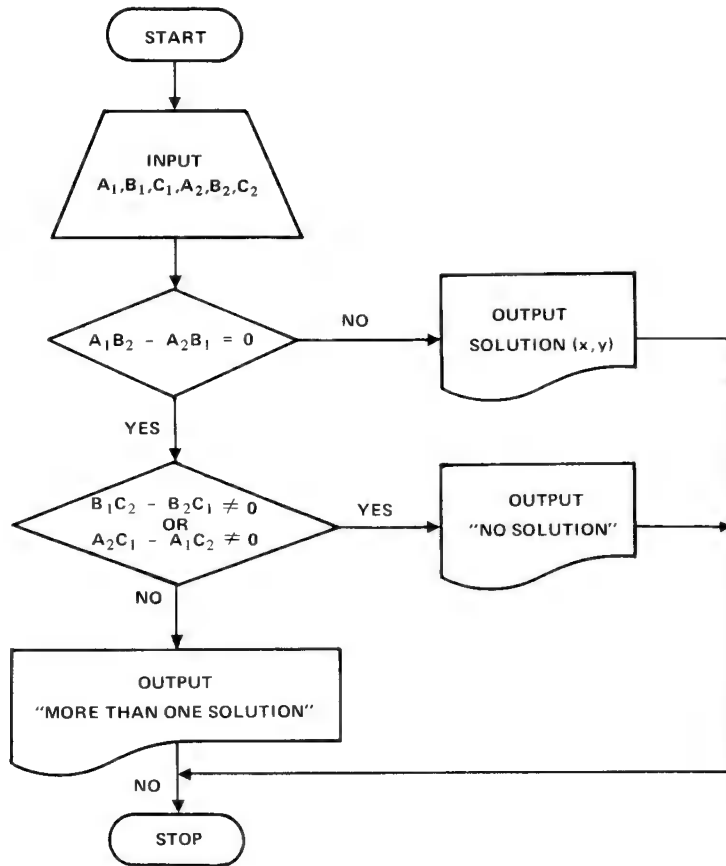 START
INPUT
A₁,B₁,C₁,A₂,B₂,C₂
A₁B₂ - A₂B₁ = 0
NO
OUTPUT
SOLUTION (x,y)
YES
B₁C₂ - B₂C₁ ≠ 0
OR
A₂C₁ - A₁C₂ ≠ 0
YES
OUTPUT
"NO SOLUTION"
NO
OUTPUT
"MORE THAN ONE SOLUTION"
NO
STOP